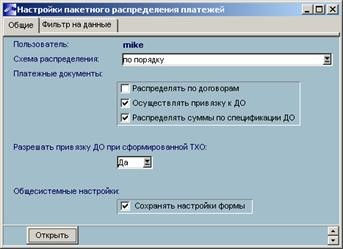 Настройки пакетного распределения платежей
Общие Фильтр на данные
Пользователь: mike
Схема распределения: по порядку
Платежные документы:
Распределять по договорам
Осуществлять привязку к ДО
Распределять суммы по спецификации ДО
Разрешать привязку ДО при сформированной ТХО:
Да
Общесистемные настройки:
Сохранять настройки формы
Открыть